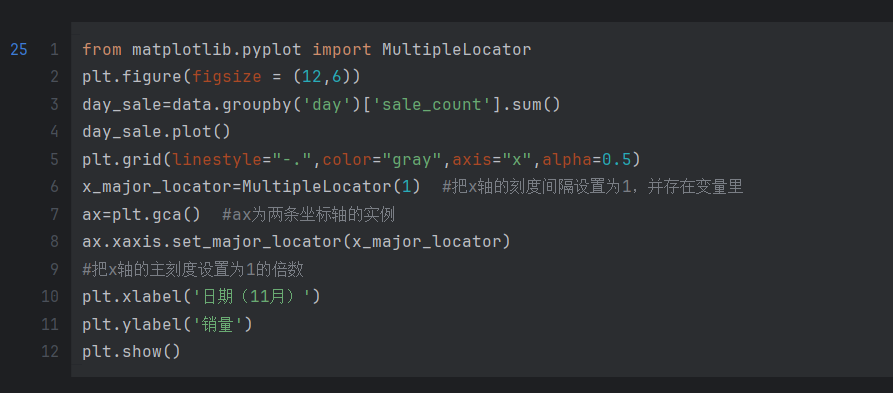 25 1 from matplotlib.pyplot import MultipleLocator
2 plt.figure(figsize = (12,6))
3 day_sale=data.groupby('day')['sale_count'].sum()
4 day_sale.plot()
5 plt.grid(linestyle="-.",color="gray",axis="x",alpha=0.5)
6 x_major_locator=MultipleLocator(1)  #把x轴的刻度间隔设置为1，并存在变量里
7 ax=plt.gca()  #ax为两条坐标轴的实例
8 ax.xaxis.set_major_locator(x_major_locator)
9 #把x轴的主刻度设置为1的倍数
10 plt.xlabel('日期（11月）')
11 plt.ylabel('销量')
12 plt.show()